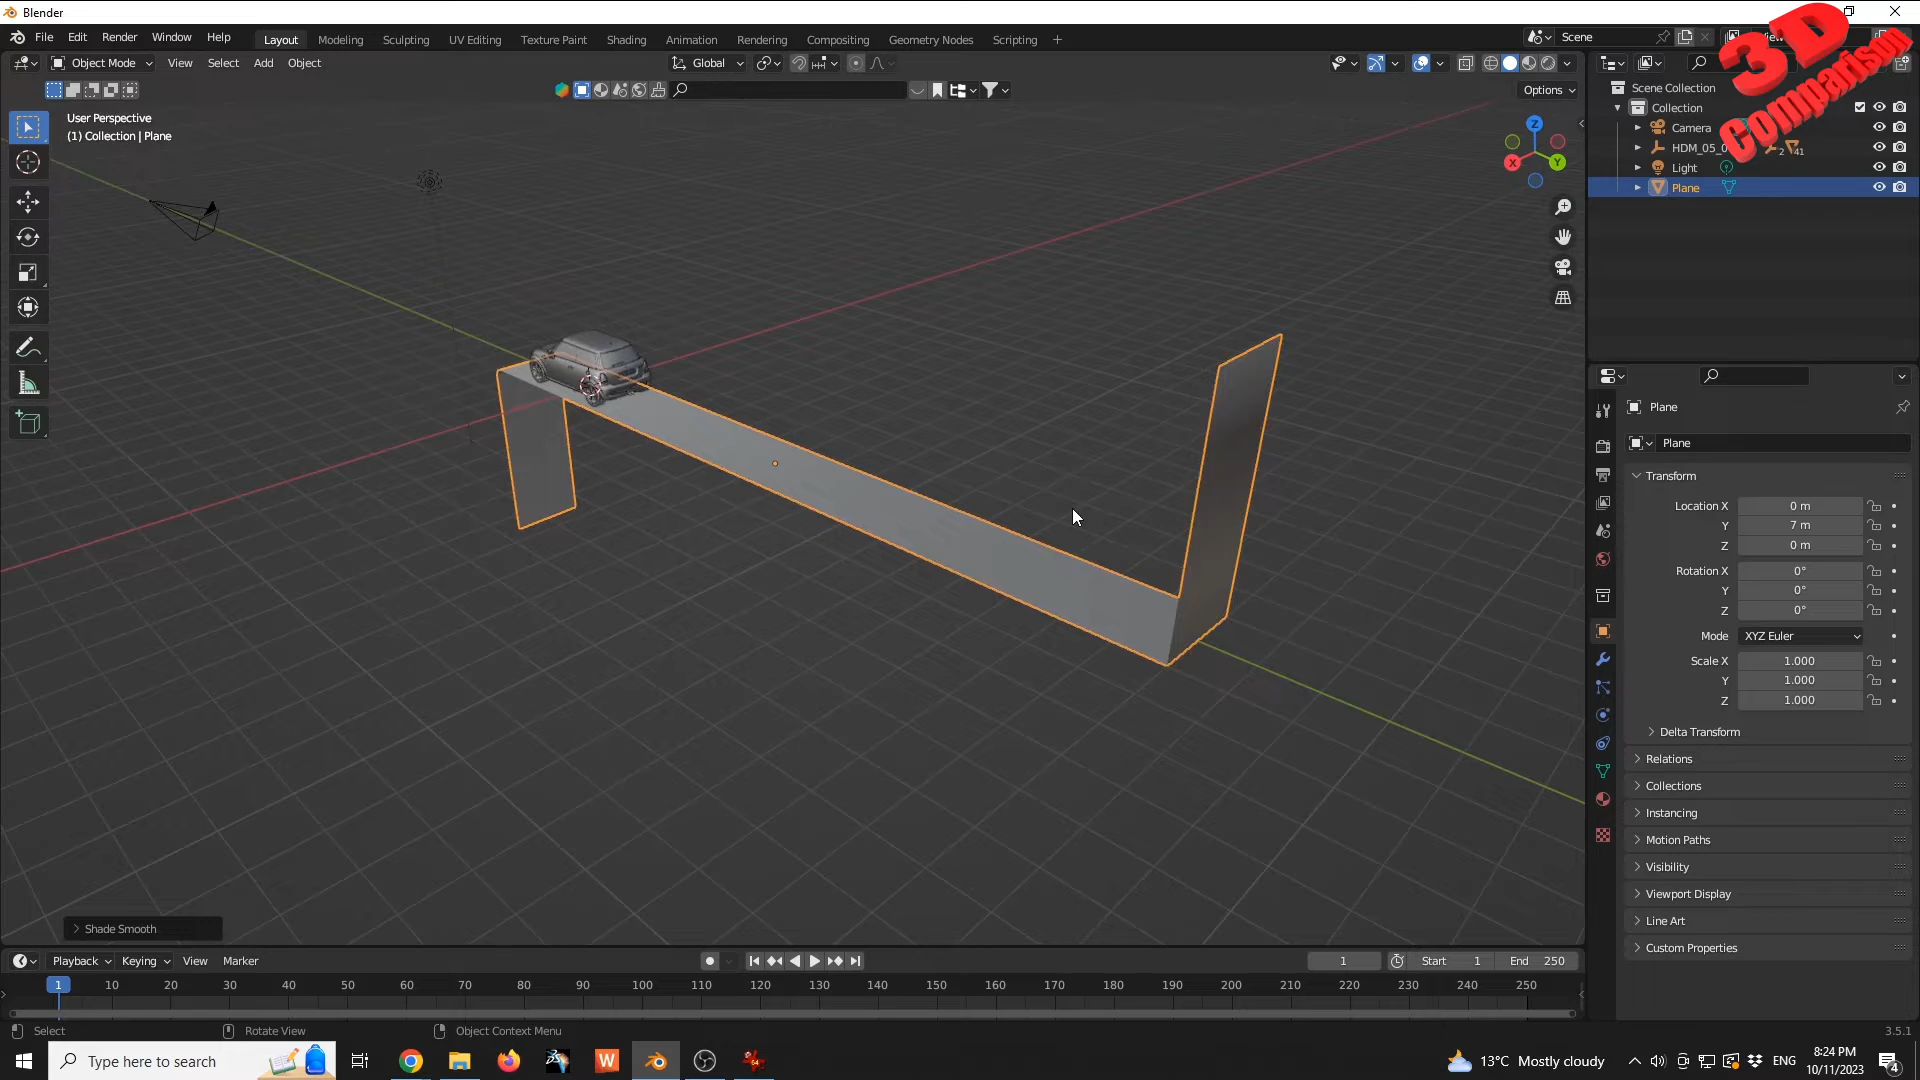 Blender
File Edit Render Window Help
Layout Modeling Sculpting UV Editing Texture Paint Shading Animation Rendering Compositing Geometry Nodes Scripting +
Scene
3D
Comparison
Object Mode View Select Add Object
Global
Options
User Perspective
(1) Collection | Plane
Z
X
Y
Scene Collection
Collection
Camera
HDM_05_0
2
41
Light
Plane
Plane
Plane
Transform
Location X 0 m
Y 7 m
Z 0 m
Rotation X 0°
Y 0°
Z 0°
Mode XYZ Euler
Scale X 1.000
Y 1.000
Z 1.000
Delta Transform
Relations
Collections
Instancing
Motion Paths
Visibility
Viewport Display
Line Art
Custom Properties
Shade Smooth
Playback Keying View Marker
1 Start 1 End 250
1 10 20 30 40 50 60 70 80 90 100 110 120 130 140 150 160 170 180 190 200 210 220 230 240 250
Select Rotate View Object Context Menu
3.5.1
Type here to search
W
64
13°C Mostly cloudy
ENG
8:24 PM
10/11/2023
4